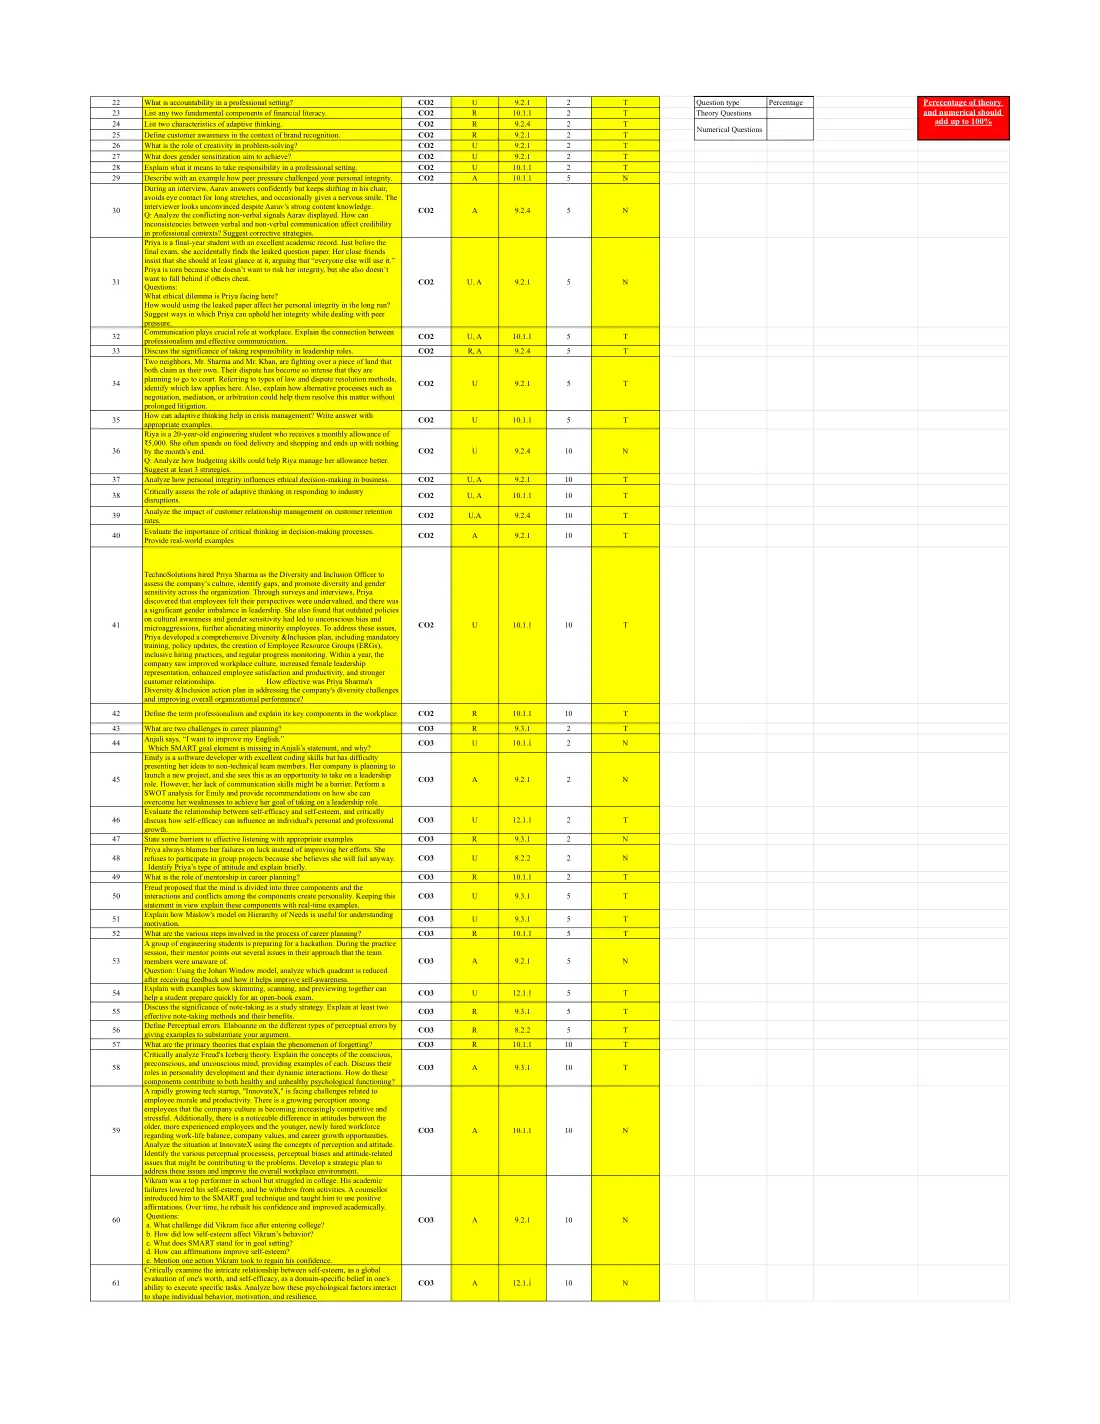 22 What is accountability in a professional setting? CO2 U 9.2.1 2 T Question type Percentage
23 List any two fundamental components of financial literacy. CO2 R 10.1.1 2 T Theory Questions
24 List two characteristics of adaptive thinking. CO2 R 9.2.4 2 T Numerical Questions
25 Define customer awareness in the context of brand recognition. CO2 R 9.2.1 2 T
Perecentage of theory
and numerical should
add up to 100%
26 What is the role of creativity in problem-solving? CO2 U 9.2.1 2 T
27 What does gender sensitization aim to achieve? CO2 U 9.2.1 2 T
28 Explain what it means to take responsibility in a professional setting. CO2 U 10.1.1 2 T
29 Describe with an example how peer pressure challenged your personal integrity. CO2 A 10.1.1 5 N
30 During an interview, Aarav answers confidently but keeps shifting in his chair,
avoids eye contact for long stretches, and occasionally gives a nervous smile. The
interviewer looks unconvinced despite Aarav's strong content knowledge.
Q: Analyze the conflicting non-verbal signals Aarav displayed. How can
inconsistencies between verbal and non-verbal communication affect credibility
in professional contexts? Suggest corrective strategies. CO2 A 9.2.4 5 N
31 Priya is a final-year student with an excellent academic record. Just before the
final exam, she accidentally finds the leaked question paper. Her close friends
insist that she should at least glance at it, arguing that “everyone else will use it.”
Priya is torn because she doesn't want to risk her integrity, but she also doesn't
want to fall behind if others cheat.
Questions:
What ethical dilemma is Priya facing here?
How would using the leaked paper affect her personal integrity in the long run?
Suggest ways in which Priya can uphold her integrity while dealing with peer
pressure. CO2 U, A 9.2.1 5 N
32 Communication plays crucial role at workplace. Explain the connection between
professionalism and effective communication. CO2 U, A 10.1.1 5 T
33 Discuss the significance of taking responsibility in leadership roles. CO2 R, A 9.2.4 5 T
34 Two neighbors, Mr. Sharma and Mr. Khan, are fighting over a piece of land that
both claim as their own. Their dispute has become so intense that they are
planning to go to court. Referring to types of law and dispute resolution methods,
identify which law applies here. Also, explain how alternative processes such as
negotiation, mediation, or arbitration could help them resolve this matter without
prolonged litigation. CO2 U 9.2.1 5 T
35 How can adaptive thinking help in crisis management? Write answer with
appropriate examples. CO2 U 10.1.1 5 T
36 Riya is a 20-year-old engineering student who receives a monthly allowance of
₹5,000. She often spends on food delivery and shopping and ends up with nothing
by the month's end.
Q: Analyze how budgeting skills could help Riya manage her allowance better.
Suggest at least 3 strategies. CO2 U 9.2.4 10 N
37 Analyze how personal integrity influences ethical decision-making in business. CO2 U, A 9.2.1 10 T
38 Critically assess the role of adaptive thinking in responding to industry
disruptions. CO2 U, A 10.1.1 10 T
39 Analyze the impact of customer relationship management on customer retention
rates. CO2 U,A 9.2.4 10 T
40 Evaluate the importance of critical thinking in decision-making processes.
Provide real-world examples CO2 A 9.2.1 10 T
41 TechnoSolutions hired Priya Sharma as the Diversity and Inclusion Officer to
assess the company's culture, identify gaps, and promote diversity and gender
sensitivity across the organization. Through surveys and interviews, Priya
discovered that employees felt their perspectives were undervalued, and there was
a significant gender imbalance in leadership. She also found that outdated policies
on cultural awareness and gender sensitivity had led to unconscious bias and
microaggressions, further alienating minority employees. To address these issues,
Priya developed a comprehensive Diversity &Inclusion plan, including mandatory
training, policy updates, the creation of Employee Resource Groups (ERGs),
inclusive hiring practices, and regular progress monitoring. Within a year, the
company saw improved workplace culture, increased female leadership
representation, enhanced employee satisfaction and productivity, and stronger
customer relationships. How effective was Priya Sharma's
Diversity &Inclusion action plan in addressing the company's diversity challenges
and improving overall organizational performance? CO2 U 10.1.1 10 T
42 Define the term professionalism and explain its key components in the workplace. CO2 R 10.1.1 10 T
43 What are two challenges in career planning? CO3 R 9.3.1 2 T
44 Anjali says, “I want to improve my English.”
Which SMART goal element is missing in Anjali's statement, and why? CO3 U 10.1.1 2 N
45 Emily is a software developer with excellent coding skills but has difficulty
presenting her ideas to non-technical team members. Her company is planning to
launch a new project, and she sees this as an opportunity to take on a leadership
role. However, her lack of communication skills might be a barrier. Perform a
SWOT analysis for Emily and provide recommendations on how she can
overcome her weaknesses to achieve her goal of taking on a leadership role. CO3 A 9.2.1 2 N
46 Evaluate the relationship between self-efficacy and self-esteem, and critically
discuss how self-efficacy can influence an individual's personal and professional
growth. CO3 U 12.1.1 2 T
47 State some barriers to effective listening with appropriate examples CO3 R 9.3.1 2 N
48 Priya always blames her failures on luck instead of improving her efforts. She
refuses to participate in group projects because she believes she will fail anyway.
Identify Priya's type of attitude and explain briefly. CO3 U 8.2.2 2 N
49 What is the role of mentorship in career planning? CO3 R 10.1.1 2 T
50 Freud proposed that the mind is divided into three components and the
interactions and conflicts among the components create personality. Keeping this
statement in view explain these components with real-time examples. CO3 U 9.3.1 5 T
51 Explain how Maslow's model on Hierarchy of Needs is useful for understanding
motivation. CO3 U 9.3.1 5 T
52 What are the various steps involved in the process of career planning? CO3 R 10.1.1 5 T
53 A group of engineering students is preparing for a hackathon. During the practice
session, their mentor points out several issues in their approach that the team
members were unaware of.
Question: Using the Johari Window model, analyze which quadrant is reduced
after receiving feedback and how it helps improve self-awareness. CO3 A 9.2.1 5 N
54 Explain with examples how skimming, scanning, and previewing together can
help a student prepare quickly for an open-book exam. CO3 U 12.1.1 5 T
55 Discuss the significance of note-taking as a study strategy. Explain at least two
effective note-taking methods and their benefits. CO3 R 9.3.1 5 T
56 Define Perceptual errors. Elaboarate on the different types of perceptual errors by
giving examples to substantiate your argument. CO3 R 8.2.2 5 T
57 What are the primary theories that explain the phenomenon of forgetting? CO3 R 10.1.1 10 T
58 Critically analyze Freud's Iceberg theory. Explain the concepts of the conscious,
preconscious, and unconscious mind, providing examples of each. Discuss their
roles in personality development and their dynamic interactions. How do these
components contribute to both healthy and unhealthy psychological functioning? CO3 A 9.3.1 10 T
59 A rapidly growing tech startup, "InnovateX," is facing challenges related to
employee morale and productivity. There is a growing perception among
employees that the company culture is becoming increasingly competitive and
stressful. Additionally, there is a noticeable difference in attitudes between the
older, more experienced employees and the younger, newly hired workforce
regarding work-life balance, company values, and career growth opportunities.
Analyze the situation at InnovateX using the concepts of perception and attitude.
Identify the various perceptual processess, perceptual biases and attitude-related
issues that might be contributing to the problems. Develop a strategic plan to
address these issues and improve the overall workplace environment. CO3 A 10.1.1 10 N
60 Vikram was a top performer in school but struggled in college. His academic
failures lowered his self-esteem, and he withdrew from activities. A counsellor
introduced him to the SMART goal technique and taught him to use positive
affirmations. Over time, he rebuilt his confidence and improved academically.
Questions:
a. What challenge did Vikram face after entering college?
b. How did low self-esteem affect Vikram's behavior?
c. What does SMART stand for in goal setting?
d. How can affirmations improve self-esteem?
e. Mention one action Vikram took to regain his confidence. CO3 A 9.2.1 10 N
61 Critically examine the intricate relationship between self-esteem, as a global
evaluation of one's worth, and self-efficacy, as a domain-specific belief in one's
ability to execute specific tasks. Analyze how these psychological factors interact
to shape individual behavior, motivation, and resilience. CO3 A 12.1.1 10 N